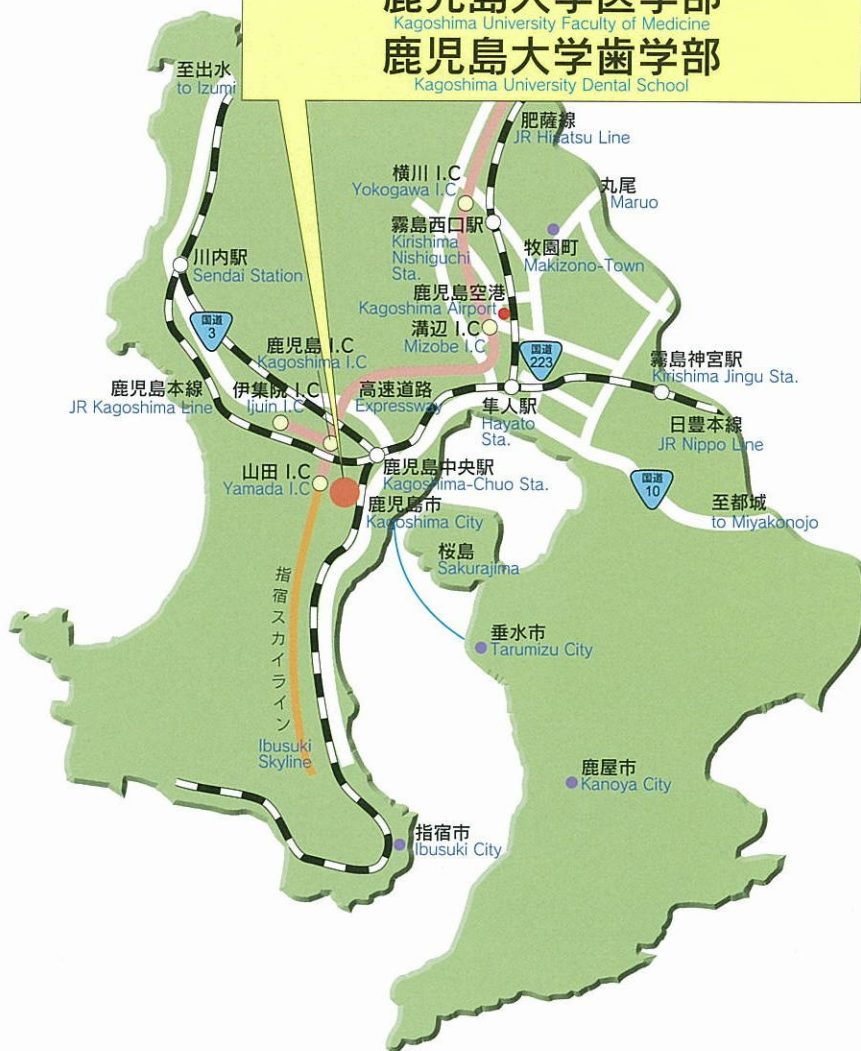 鹿児島大学医学部
Kagoshima University Faculty of Medicine
鹿児島大学歯学部
Kagoshima University Dental School
至出水
to Izumi
肥薩線
JR Hisatsu Line
横川 I.C
Yokogawa I.C
丸尾
Maruo
霧島西口駅
Kirishima
Nishiguchi
Sta.
牧園町
Makizono-Town
川内駅
Sendai Station
鹿児島空港
Kagoshima Airport
国道
3
溝辺 I.C
Mizobe I.C
鹿児島 I.C
Kagoshima I.C
国道
223
霧島神宮駅
Kirishima Jingu Sta.
鹿児島本線
JR Kagoshima Line
伊集院 I.C
Ijuin I.C
高速道路
Expressway
隼人駅
Hayato
Sta.
日豊本線
JR Nippo Line
山田 I.C
Yamada I.C
鹿児島中央駅
Kagoshima-Chuo Sta.
国道
10
鹿児島市
Kagoshima City
至都城
to Miyakonojo
桜島
Sakurajima
指宿スカイライン
Ibusuki
Skyline
垂水市
Tarumizu City
鹿屋市
Kanoya City
指宿市
Ibusuki City